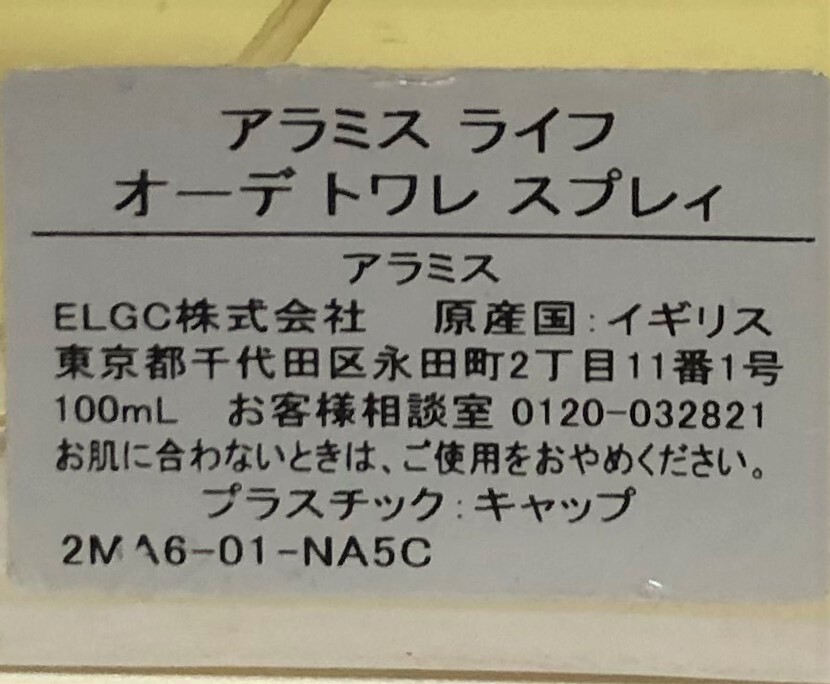 アラミス ライフ
オーデ トワレ スプレィ
アラミス
ELGC株式会社 原産国:イギリス
東京都千代田区永田町2丁目11番1号
100mL お客様相談室 0120-032821
お肌に合わないときは、ご使用をおやめください。
プラスチック:キャップ